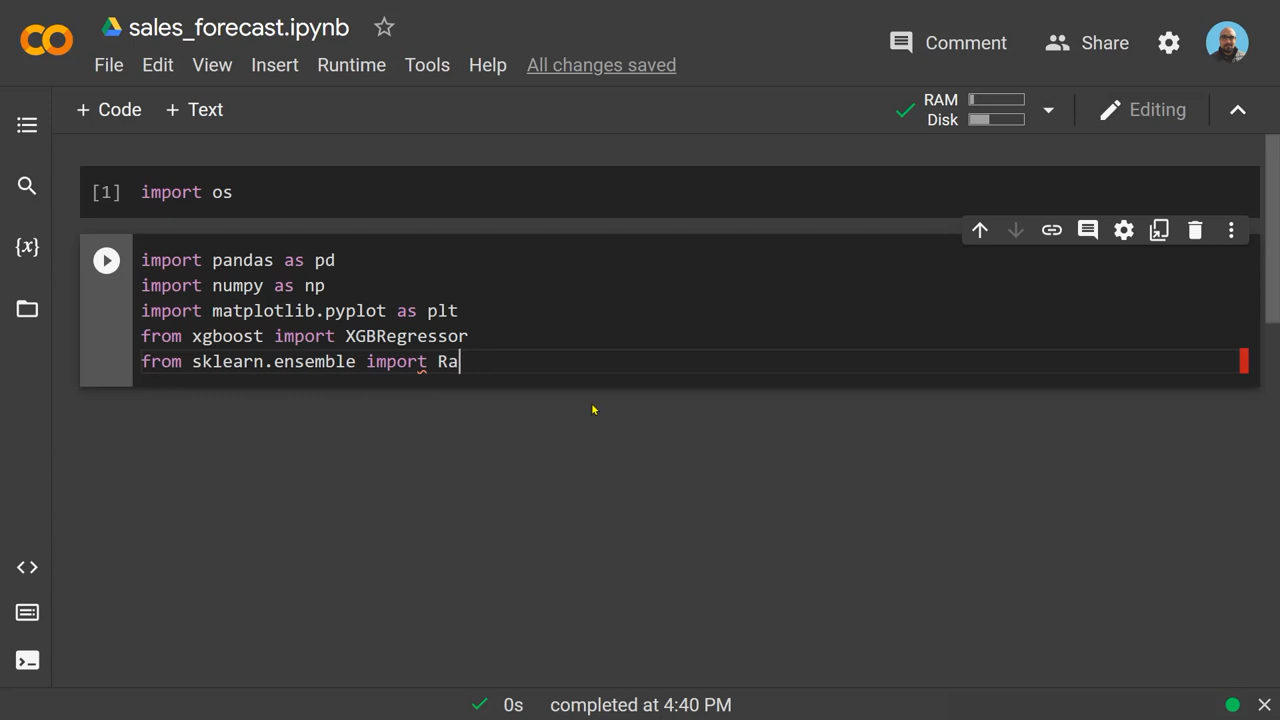 sales_forecast.ipynb
Comment
Share
File Edit View Insert Runtime Tools Help All changes saved
+ Code + Text
RAM
Disk
Editing
[1] import os
{x}
import pandas as pd
import numpy as np
import matplotlib.pyplot as plt
from xgboost import XGBRegressor
from sklearn.ensemble import Ra
0s completed at 4:40 PM